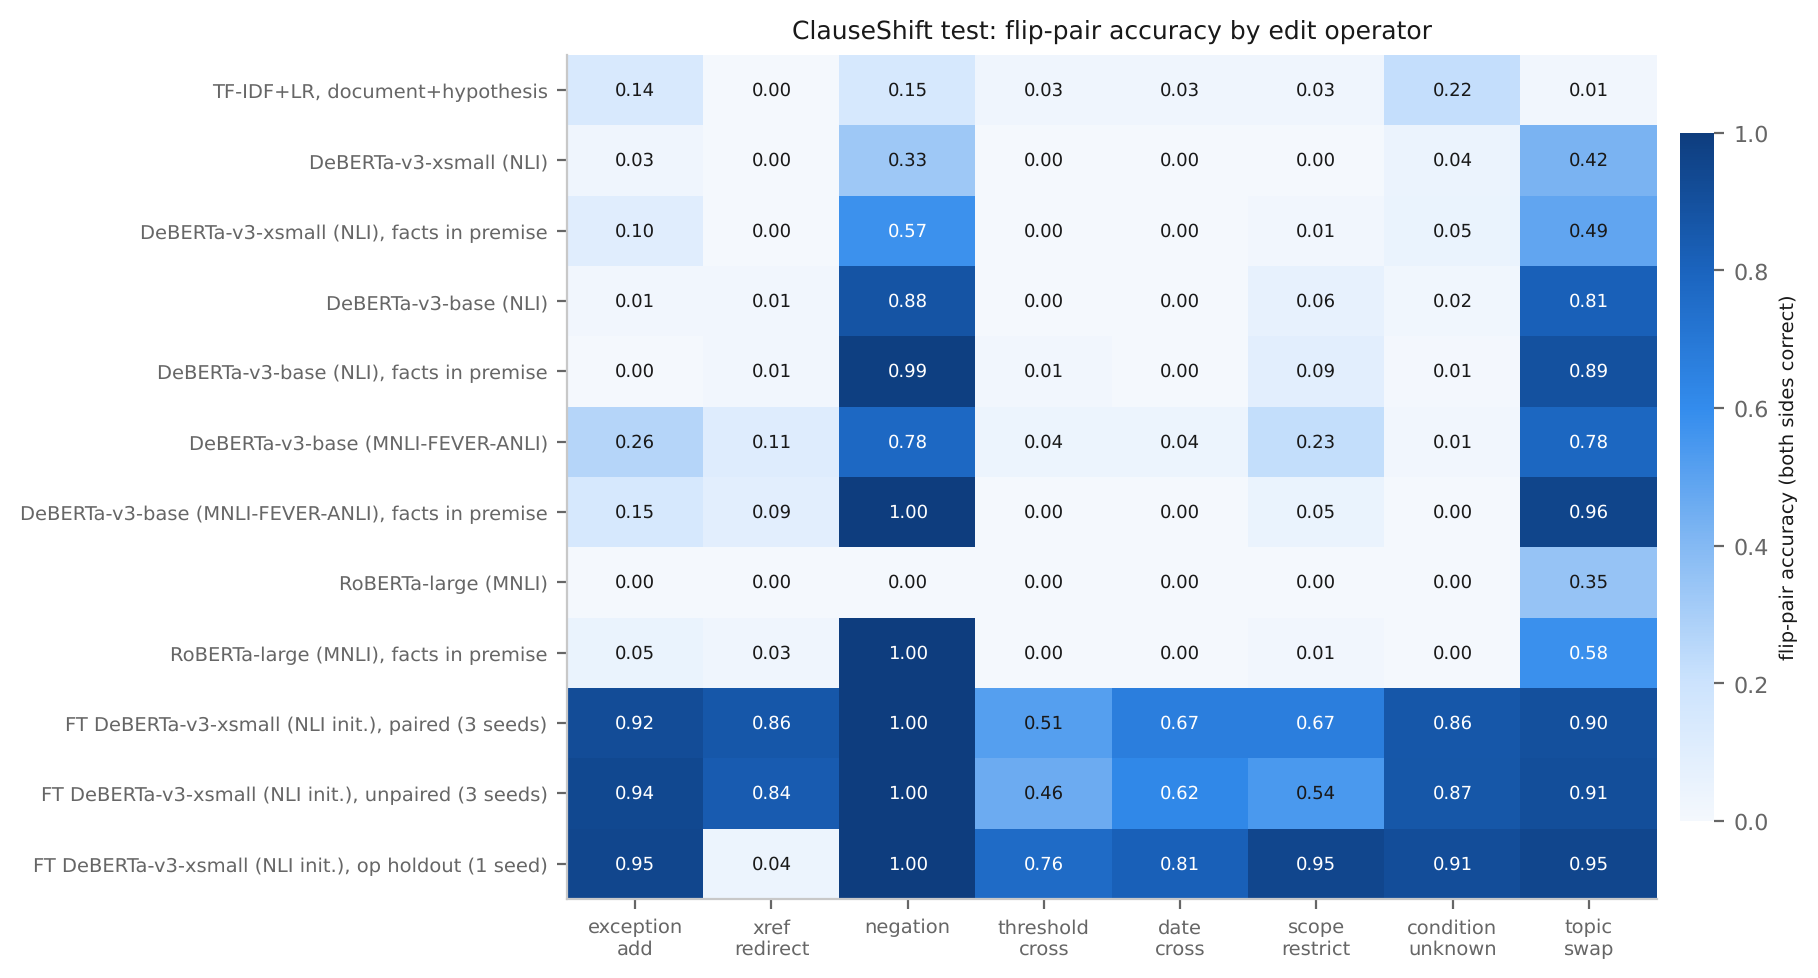 ClauseShift test: flip-pair accuracy by edit operator
TF-IDF+LR, document+hypothesis 0.14 0.00 0.15 0.03 0.03 0.03 0.22 0.01
DeBERTa-v3-xsmall (NLI) 0.03 0.00 0.33 0.00 0.00 0.00 0.04 0.42
DeBERTa-v3-xsmall (NLI), facts in premise 0.10 0.00 0.57 0.00 0.00 0.01 0.05 0.49
DeBERTa-v3-base (NLI) 0.01 0.01 0.88 0.00 0.00 0.06 0.02 0.81
DeBERTa-v3-base (NLI), facts in premise 0.00 0.01 0.99 0.01 0.00 0.09 0.01 0.89
DeBERTa-v3-base (MNLI-FEVER-ANLI) 0.26 0.11 0.78 0.04 0.04 0.23 0.01 0.78
DeBERTa-v3-base (MNLI-FEVER-ANLI), facts in premise 0.15 0.09 1.00 0.00 0.00 0.05 0.00 0.96
RoBERTa-large (MNLI) 0.00 0.00 0.00 0.00 0.00 0.00 0.00 0.35
RoBERTa-large (MNLI), facts in premise 0.05 0.03 1.00 0.00 0.00 0.01 0.00 0.58
FT DeBERTa-v3-xsmall (NLI init.), paired (3 seeds) 0.92 0.86 1.00 0.51 0.67 0.67 0.86 0.90
FT DeBERTa-v3-xsmall (NLI init.), unpaired (3 seeds) 0.94 0.84 1.00 0.46 0.62 0.54 0.87 0.91
FT DeBERTa-v3-xsmall (NLI init.), op holdout (1 seed) 0.95 0.04 1.00 0.76 0.81 0.95 0.91 0.95
exception xref negation threshold date scope condition topic
add redirect cross cross restrict unknown swap
1.0
0.8
0.6
0.4
0.2
0.0
flip-pair accuracy (both sides correct)